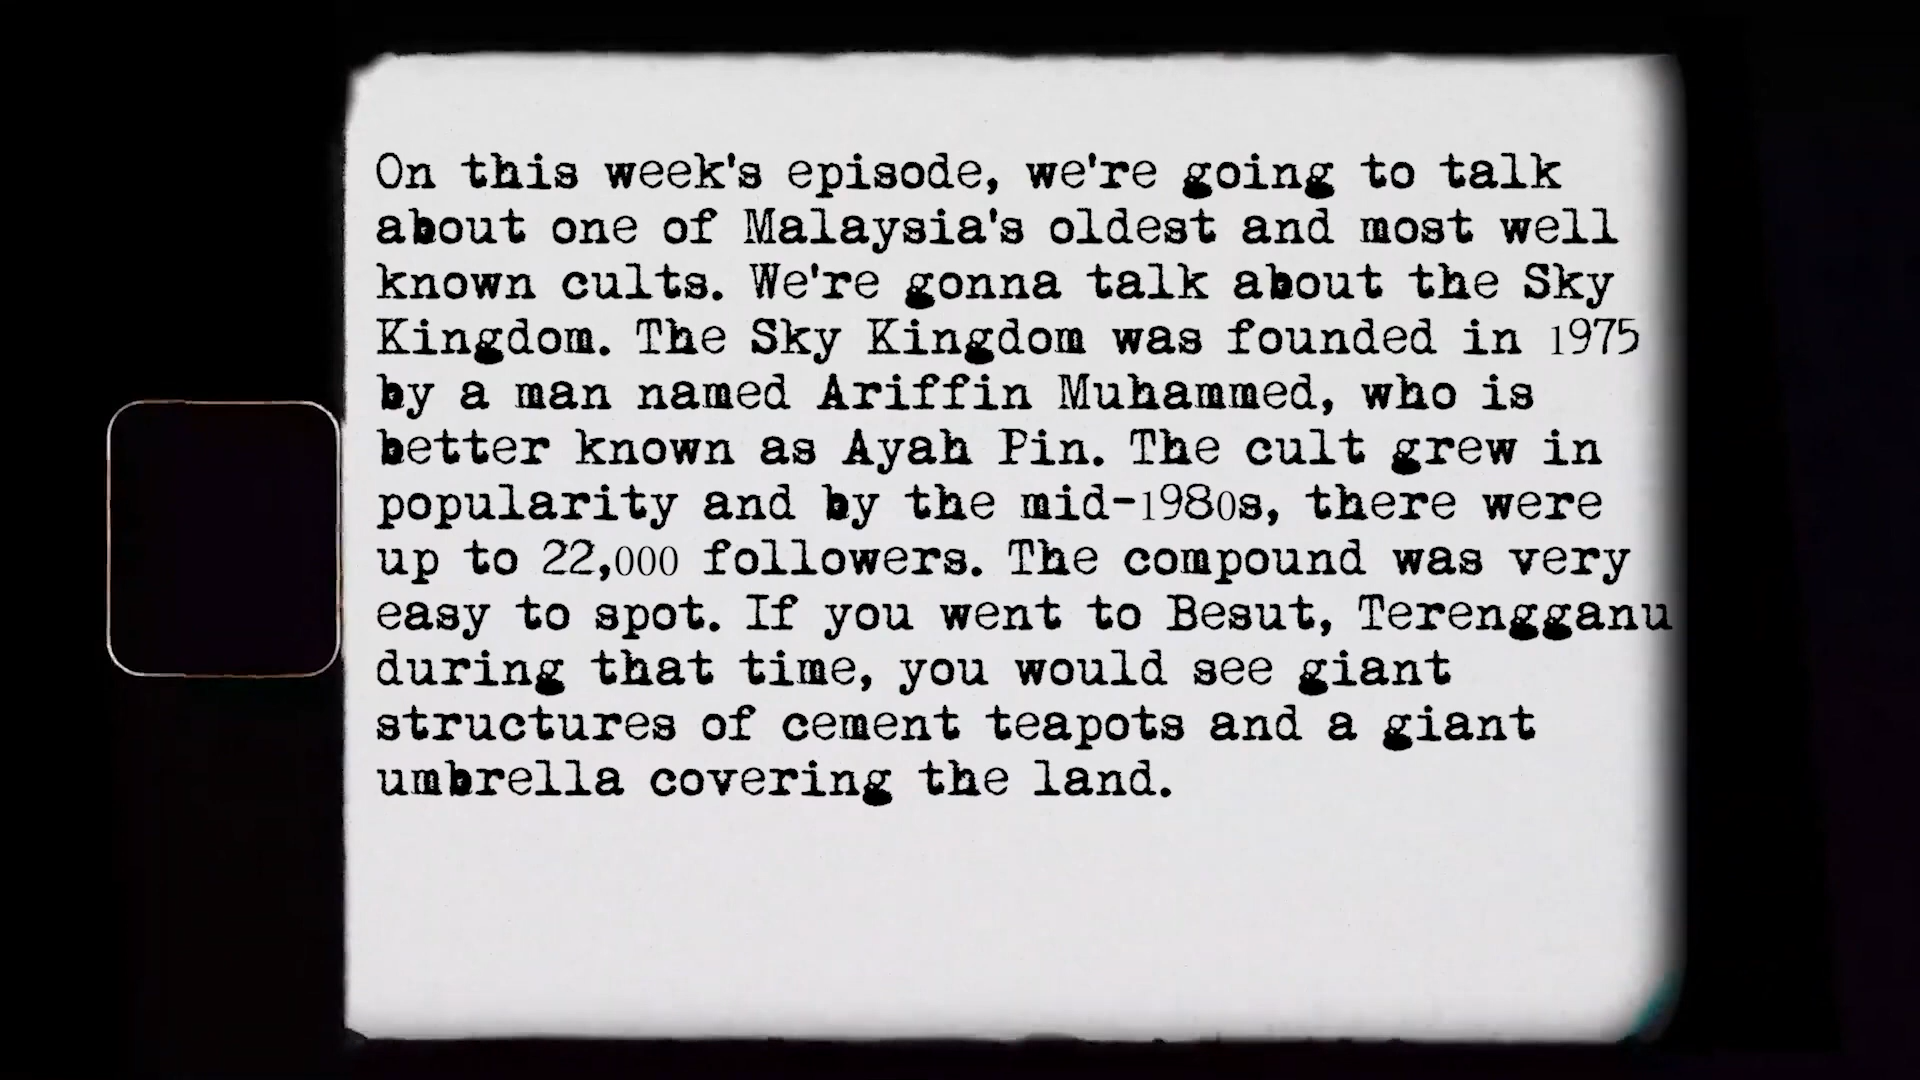 On this week's episode, we're going to talk
about one of Malaysia's oldest and most well
known cults. We're gonna talk about the Sky
Kingdom. The Sky Kingdom was founded in 1975
by a man named Ariffin Muhammed, who is
better known as Ayah Pin. The cult grew in
popularity and by the mid-1980s, there were
up to 22,000 followers. The compound was very
easy to spot. If you went to Besut, Terengganu
during that time, you would see giant
structures of cement teapots and a giant
umbrella covering the land.